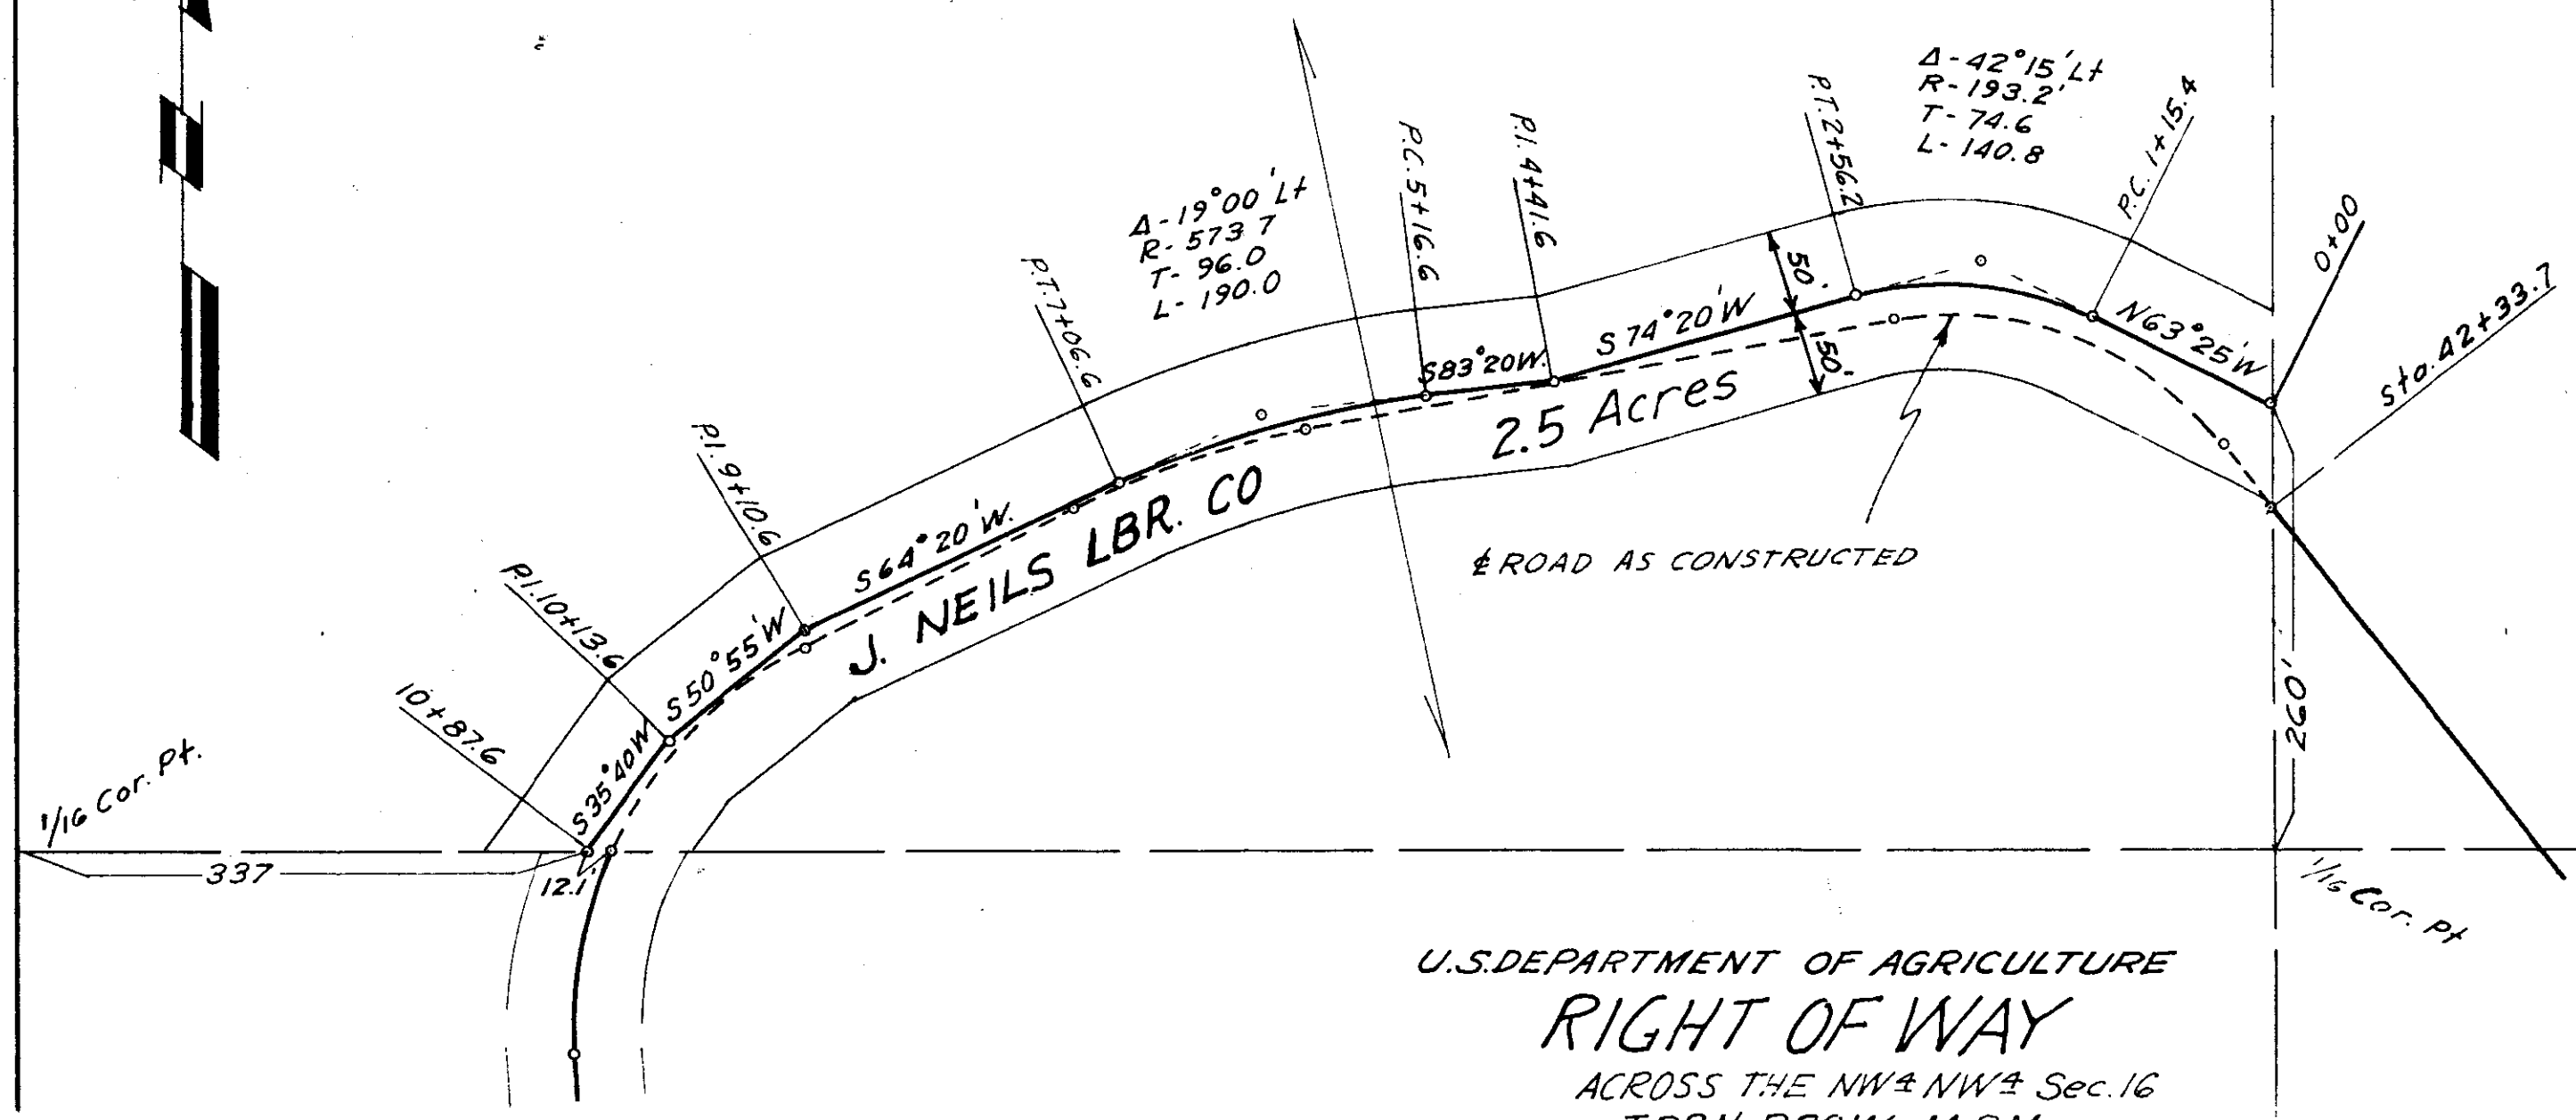 Δ-42°15'Lt
R-193.2'
T-74.6
L-140.8
P.C. 1+15.4
P.T. 2+56.2
P.I. 4+41.6
P.C. 5+16.6
Δ-19°00'Lt
R-573.7
T-96.0
L-190.0
P.T. 7+06.6
P.I. 9+10.6
P.I. 10+13.6
10+87.6
0+00
Sta. 42+33.7
N63°25'W
S74°20'W
50'
50'
S83°20W.
S64°20'W.
S50°55'W
S35°40W
2.5 Acres
J. NEILS LBR. CO
℄ ROAD AS CONSTRUCTED
260'
1/16 Cor. Pt.
337
12.1'
1/16 Cor. Pt
U.S. DEPARTMENT OF AGRICULTURE
RIGHT OF WAY
ACROSS THE NW4 NW4 Sec. 16